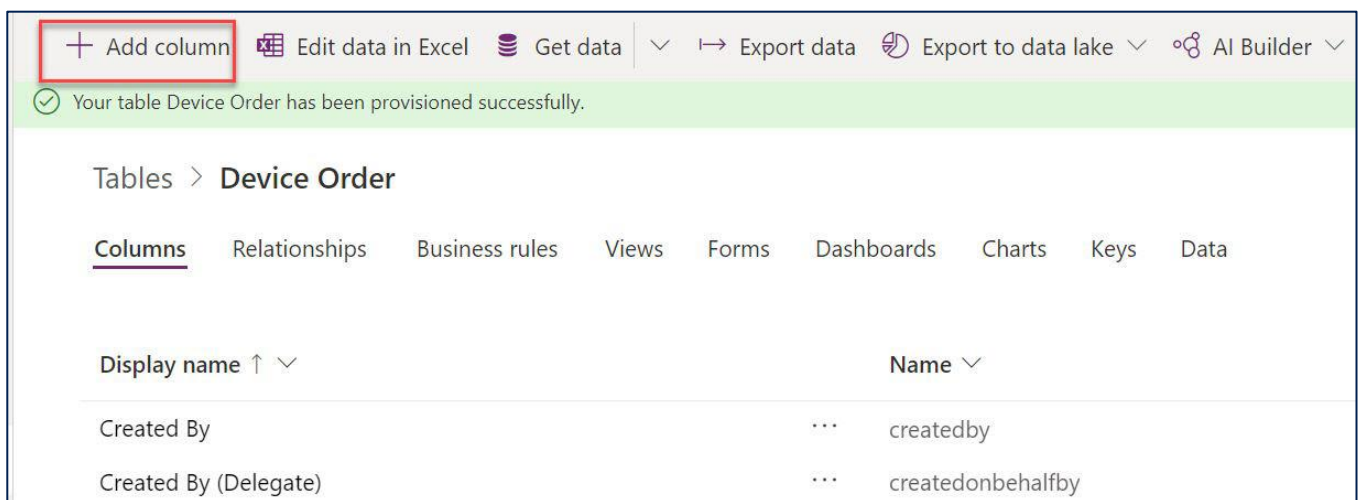 Add column Edit data in Excel Get data Export data Export to data lake AI Builder
Your table Device Order has been provisioned successfully.
Tables > Device Order
Columns Relationships Business rules Views Forms Dashboards Charts Keys Data
Display name ↑ Name
Created By ... createdby
Created By (Delegate) ... createdonbehalfby